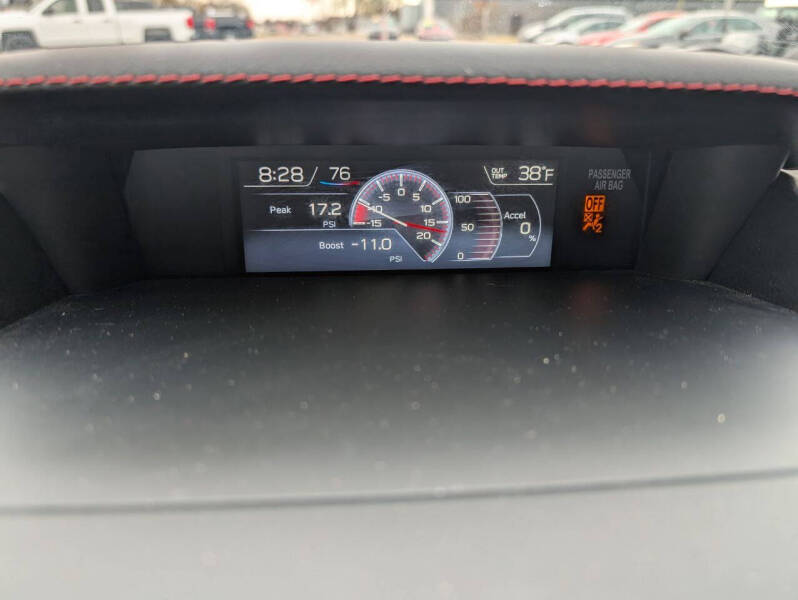 8:28 76 OUT TEMP 38°F
Peak 17.2 PSI
Boost -11.0 PSI
-15 -10 -5 0 5 10 15 20
100
50
0
Accel
0 %
PASSENGER
AIR BAG
OFF
2